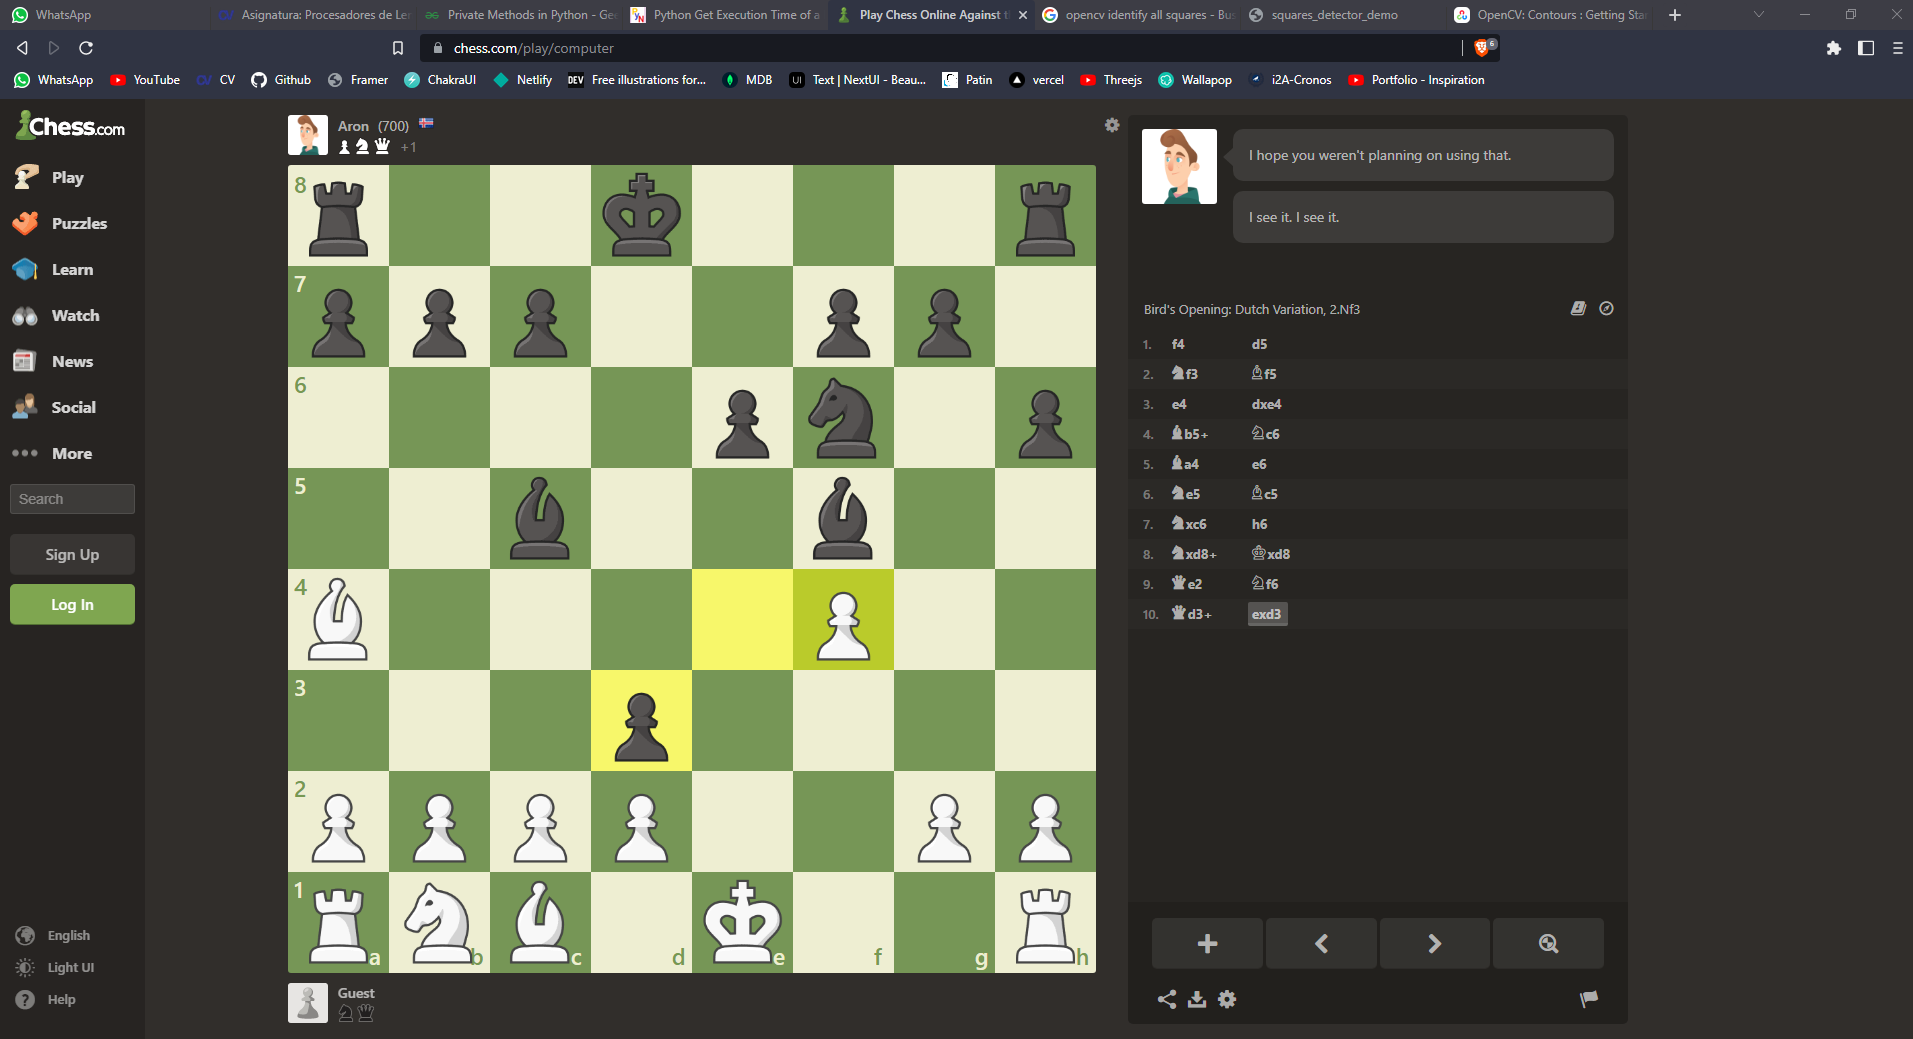 WhatsApp
Asignatura: Procesadores de Le
Private Methods in Python - Ge
Python Get Execution Time of a
Play Chess Online Against t
opencv identify all squares - Bu
squares_detector_demo
OpenCV: Contours : Getting Sta
chess.com/play/computer
6
WhatsApp
YouTube
CV
Github
Framer
ChakraUI
Netlify
DEV
Free illustrations for...
MDB
UI
Text | NextUI - Beau...
Patin
vercel
Threejs
Wallapop
i2A-Cronos
Portfolio - Inspiration
Chess.com
Play
Puzzles
Learn
Watch
News
Social
More
Search
Sign Up
Log In
English
Light UI
Help
Aron (700)
+1
8
7
6
5
4
3
2
1
a b c d e f g h
Guest
I hope you weren't planning on using that.
I see it. I see it.
Bird's Opening: Dutch Variation, 2.Nf3
1. f4 d5
2. f3 f5
3. e4 dxe4
4. b5+ c6
5. a4 e6
6. e5 c5
7. xc6 h6
8. xd8+ xd8
9. e2 f6
10. d3+ exd3